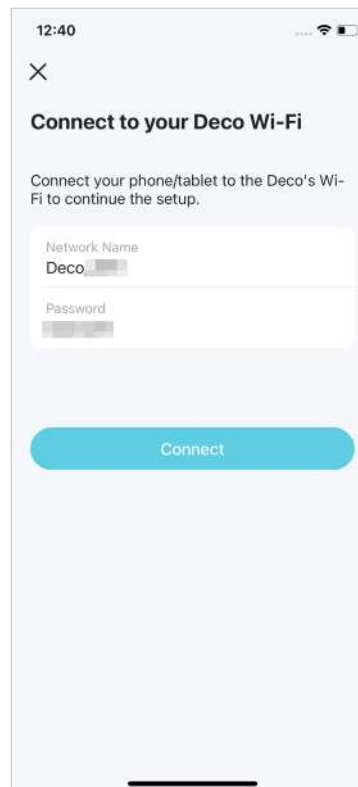 12:40
Connect to your Deco Wi-Fi
Connect your phone/tablet to the Deco's Wi-
Fi to continue the setup.
Network Name
Deco
Password
Connect